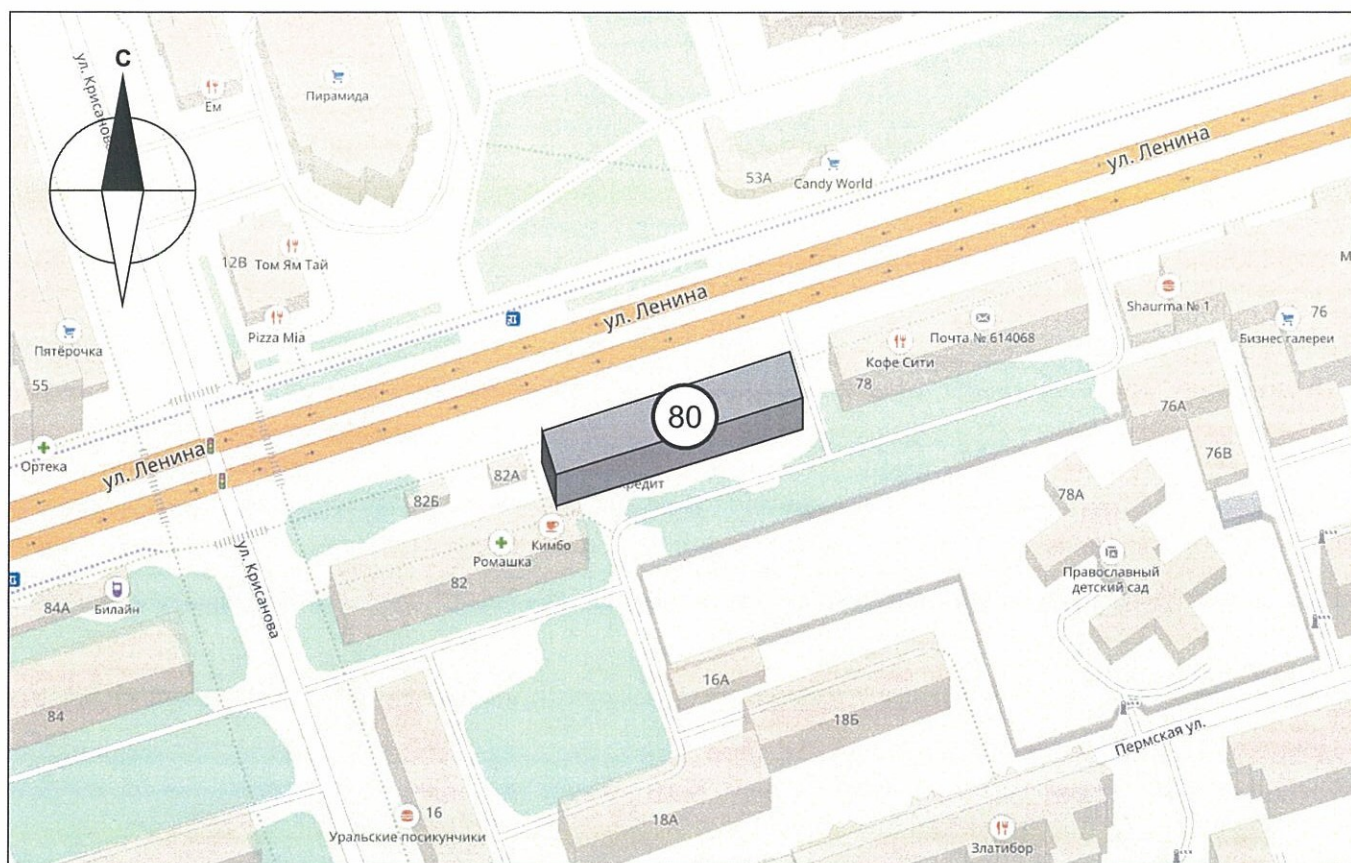 С
ул. Крисанова
Ем
Пирамида
53А
Candy World
ул. Ленина
12В
Том Ям Тай
Pizza Mia
ул. Ленина
Пятёрочка
55
Ортека
ул. Ленина
Shaurma № 1
76
Бизнес галереи
Почта № 614068
Кофе Сити
78
80
76А
76В
82А
82Б
78А
Ромашка
Кимбо
82
ул. Крисанова
Православный
детский сад
84А
Билайн
84
16А
18Б
Пермская ул.
16
Уральские посикунчики
18А
Златибор